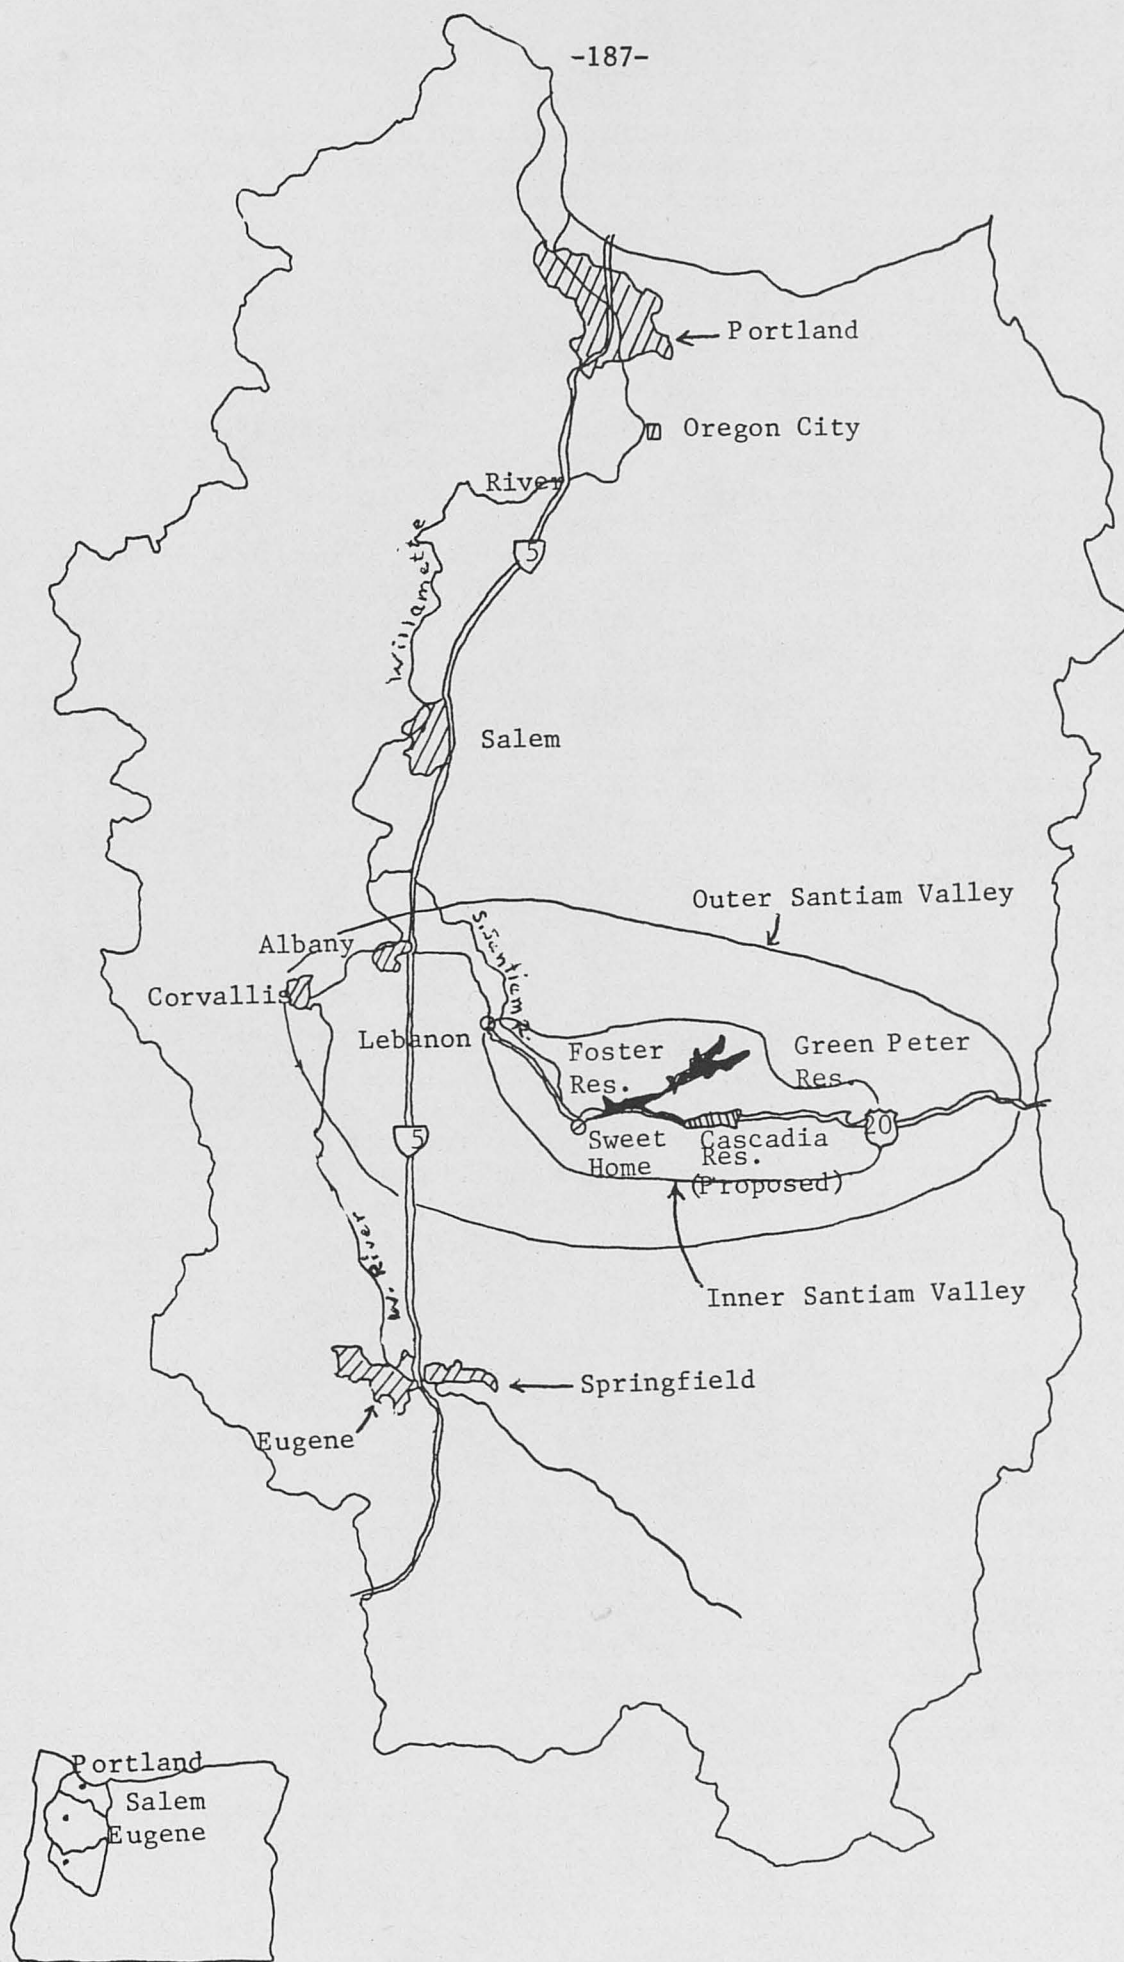 -187-
Portland
Oregon City
River
Willamette
5
Salem
Outer Santiam Valley
S. Santiam R.
Albany
Corvallis
Lebanon
Foster
Res.
Green Peter
Res.
20
Sweet
Home
Cascadia
Res.
(Proposed)
5
W. River
Inner Santiam Valley
Springfield
Eugene
Portland
Salem
Eugene